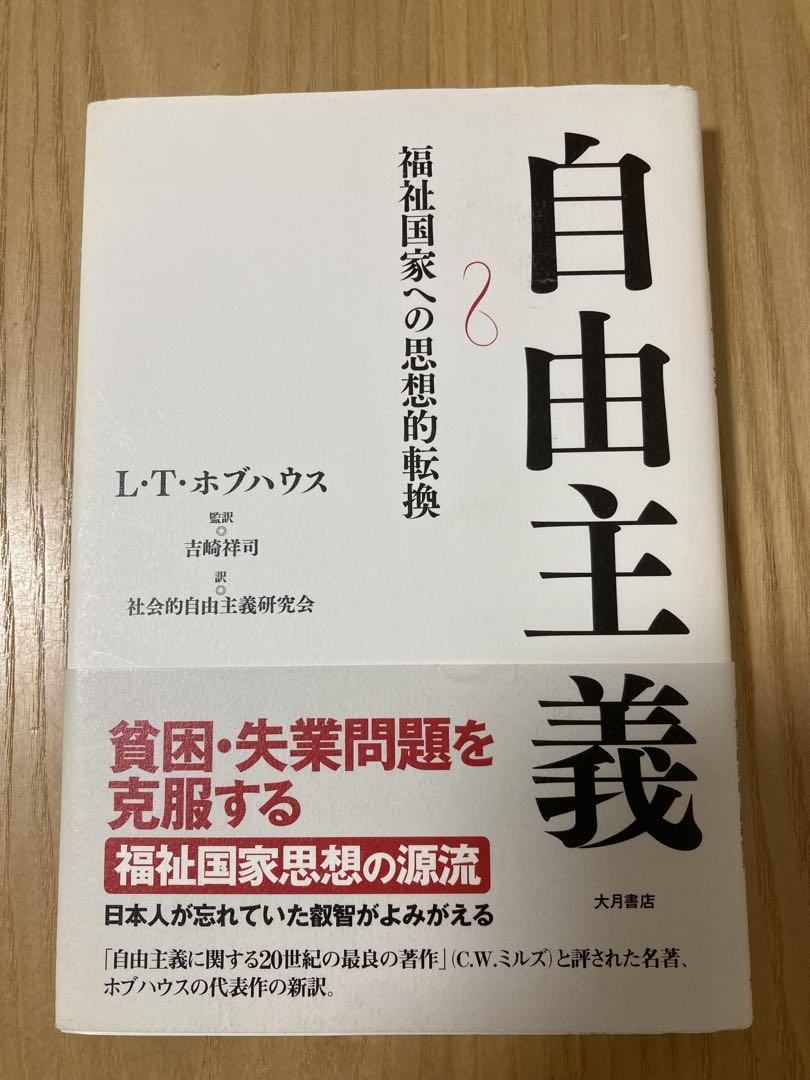 自由主義
福祉国家への思想的転換
L・T・ホブハウス
監訳◎
吉崎祥司
訳◎
社会的自由主義研究会
貧困・失業問題を
克服する
福祉国家思想の源流
日本人が忘れていた叡智がよみがえる
「自由主義に関する20世紀の最良の著作」(C.W.ミルズ)と評された名著、
ホブハウスの代表作の新訳。
大月書店